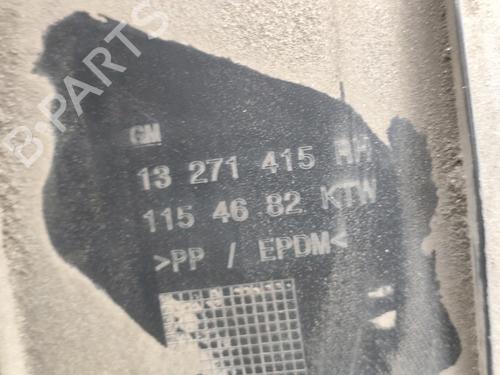 B-PARTS
GM
13 271 415 RH
115 46 82 KTW
>PP / EPDM<